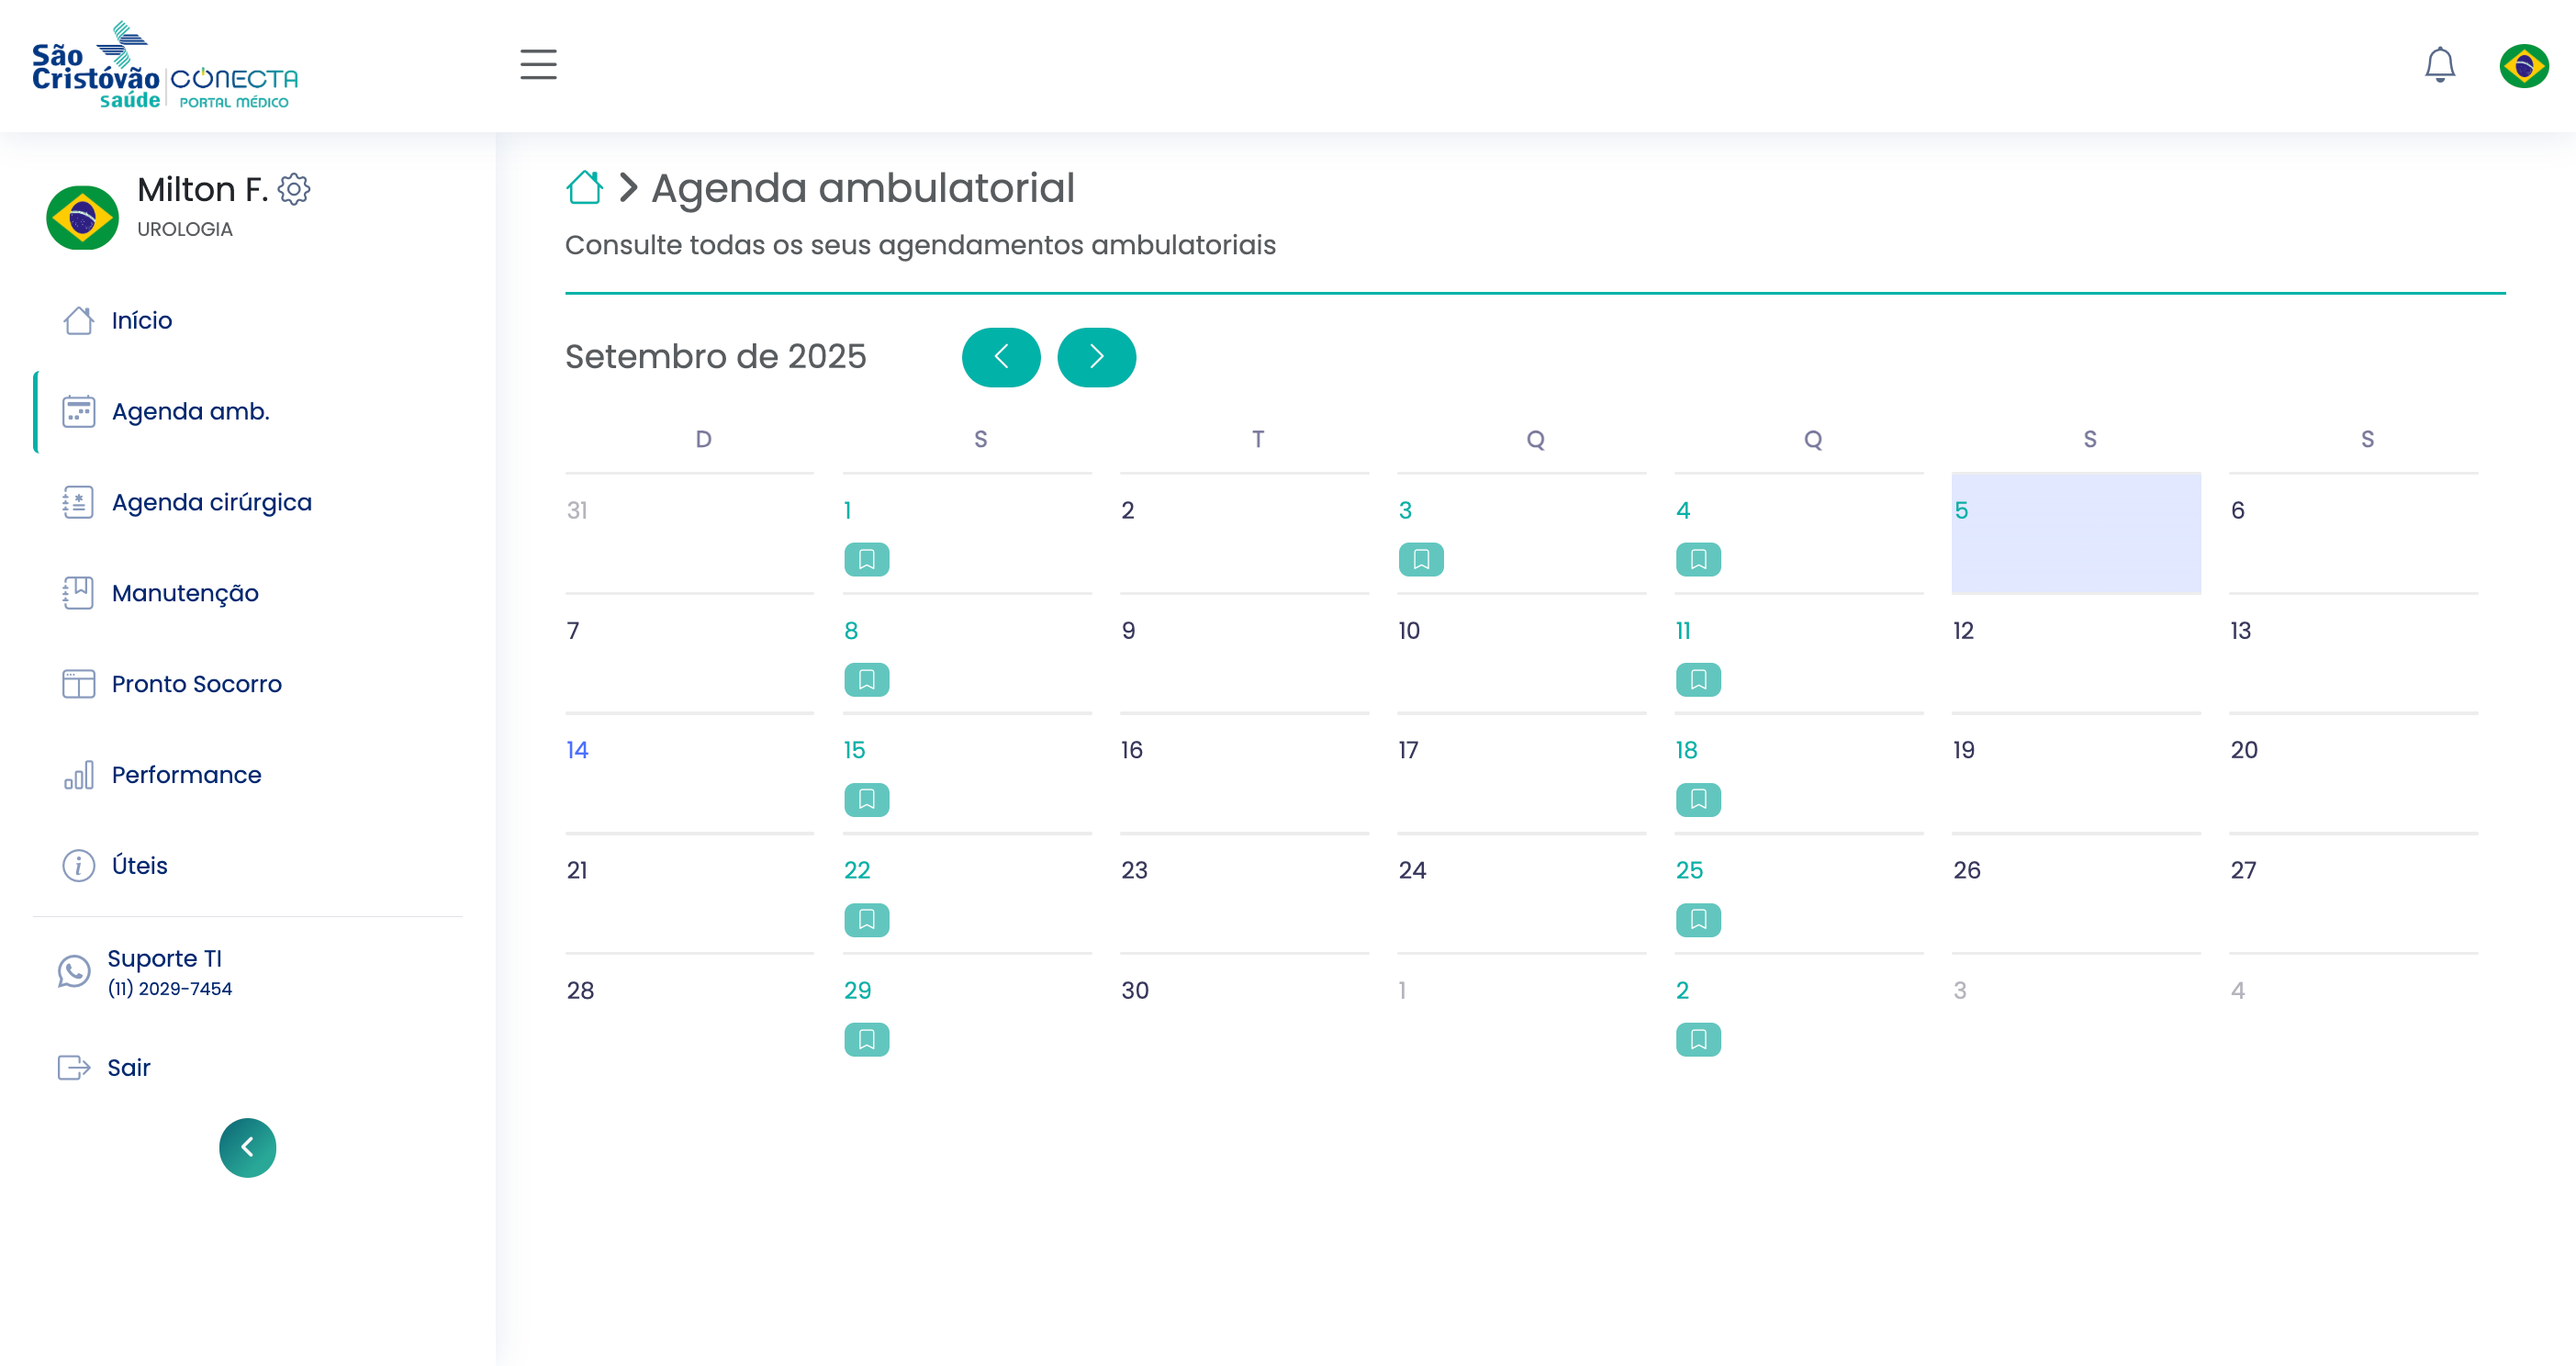 São
Cristóvão
saúde
CONECTA
PORTAL MÉDICO
Milton F.
UROLOGIA
Início
Agenda amb.
Agenda cirúrgica
Manutenção
Pronto Socorro
Performance
Úteis
Suporte TI
(11) 2029-7454
Sair
Agenda ambulatorial
Consulte todas os seus agendamentos ambulatoriais
Setembro de 2025
D S T Q Q S S
31 1 2 3 4 5 6
7 8 9 10 11 12 13
14 15 16 17 18 19 20
21 22 23 24 25 26 27
28 29 30 1 2 3 4